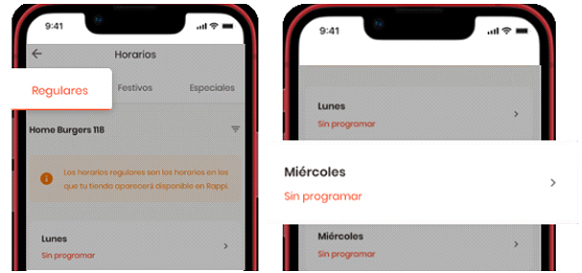 9:41
Horarios
Regulares
Festivos
Especiales
Home Burgers 118
Los horarios regulares son los horarios en los
que tu tienda aparecerá disponible en Rappi.
Lunes
Sin programar
9:41
Lunes
Sin programar
Miércoles
Sin programar
Miércoles
Sin programar